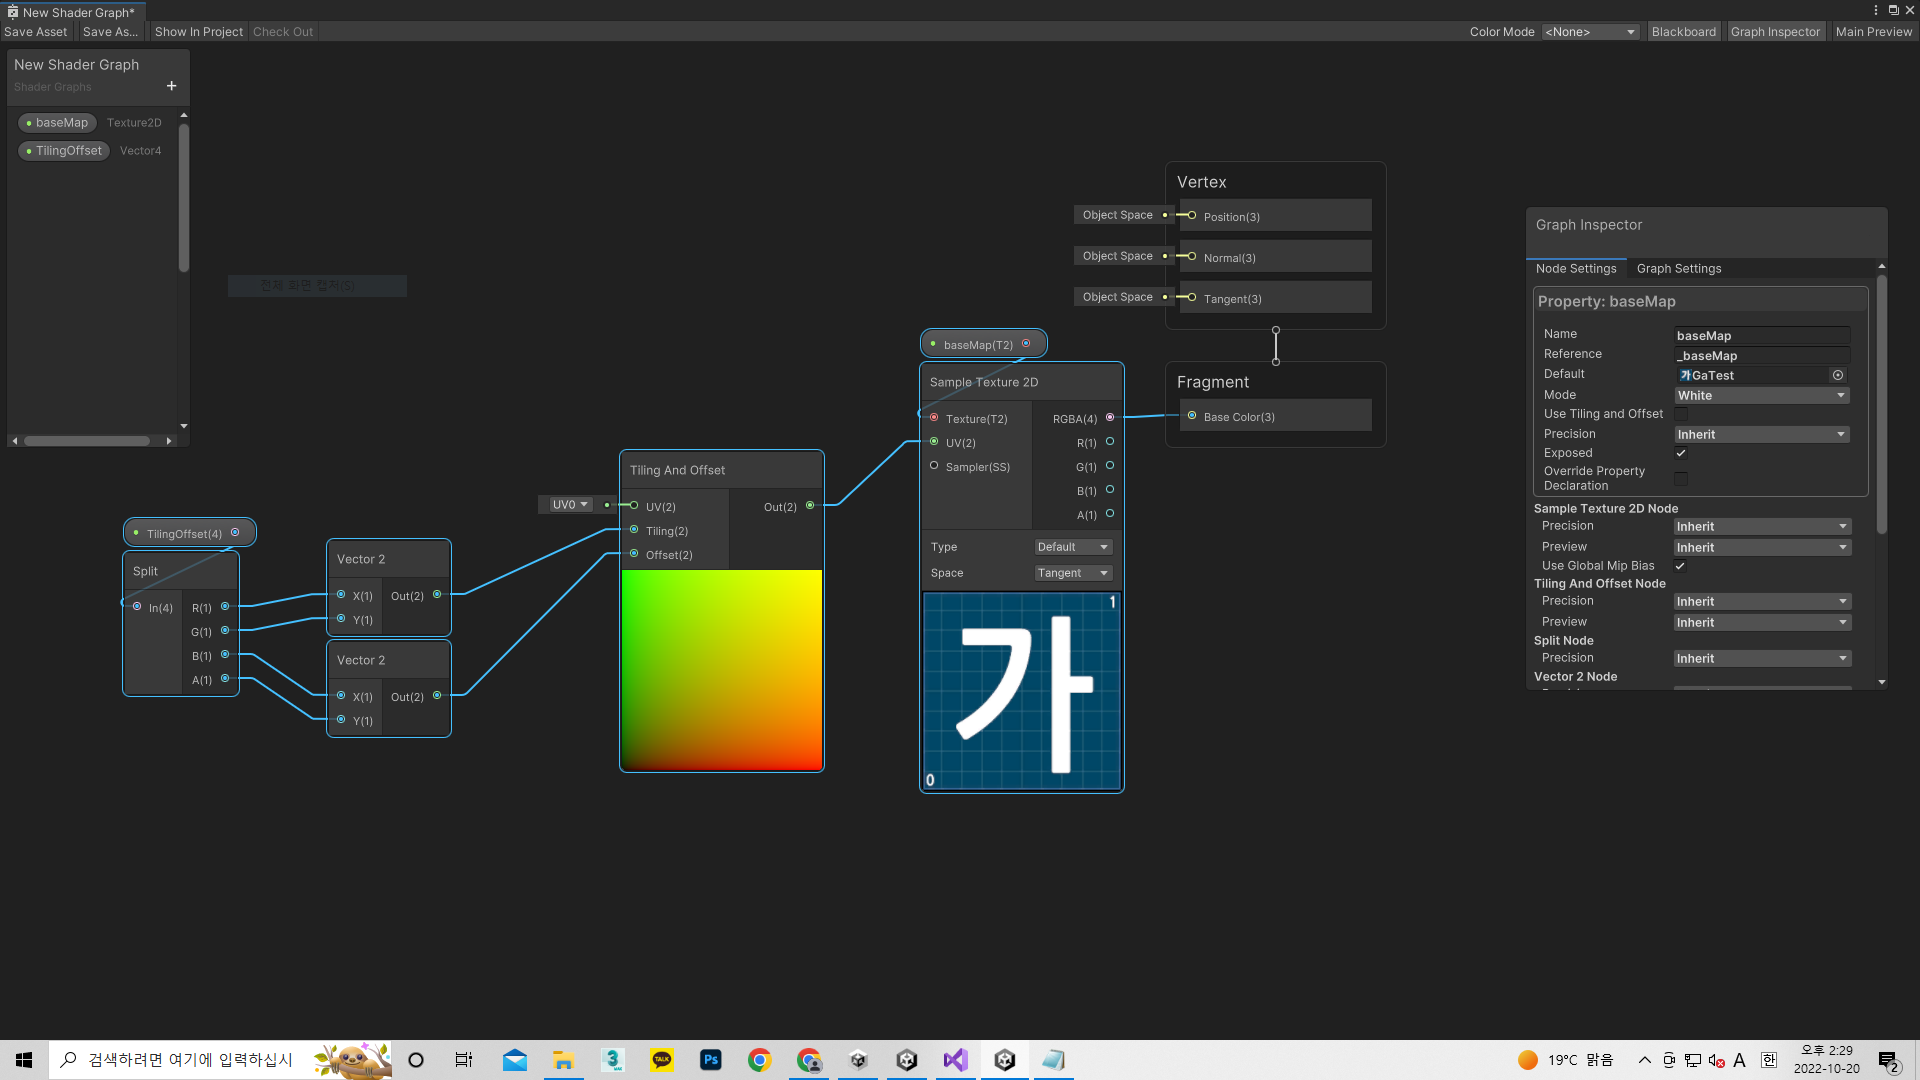 New Shader Graph*
Save Asset Save As... Show In Project Check Out Color Mode <None> Blackboard Graph Inspector Main Preview
New Shader Graph
Shader Graphs
+
baseMap Texture2D
TilingOffset Vector4
전체 화면 캡저(S)
Vertex
Object Space Position(3)
Object Space Normal(3)
Object Space Tangent(3)
Fragment
Base Color(3)
baseMap(T2)
Sample Texture 2D
Texture(T2) RGBA(4)
UV(2) R(1)
Sampler(SS) G(1)
B(1)
A(1)
Type Default
Space Tangent
1
가
0
Tiling And Offset
UV0 UV(2) Out(2)
Tiling(2)
Offset(2)
TilingOffset(4)
Split
In(4) R(1)
G(1)
B(1)
A(1)
Vector 2
X(1) Out(2)
Y(1)
Vector 2
X(1) Out(2)
Y(1)
Graph Inspector
Node Settings Graph Settings
Property: baseMap
Name baseMap
Reference _baseMap
Default 가GaTest
Mode White
Use Tiling and Offset
Precision Inherit
Exposed
Override Property
Declaration
Sample Texture 2D Node
Precision Inherit
Preview Inherit
Use Global Mip Bias
Tiling And Offset Node
Precision Inherit
Preview Inherit
Split Node
Precision Inherit
Vector 2 Node
검색하려면 여기에 입력하십시
3
TALK
Ps
19°C 맑음
A
한
오후 2:29
2022-10-20
2